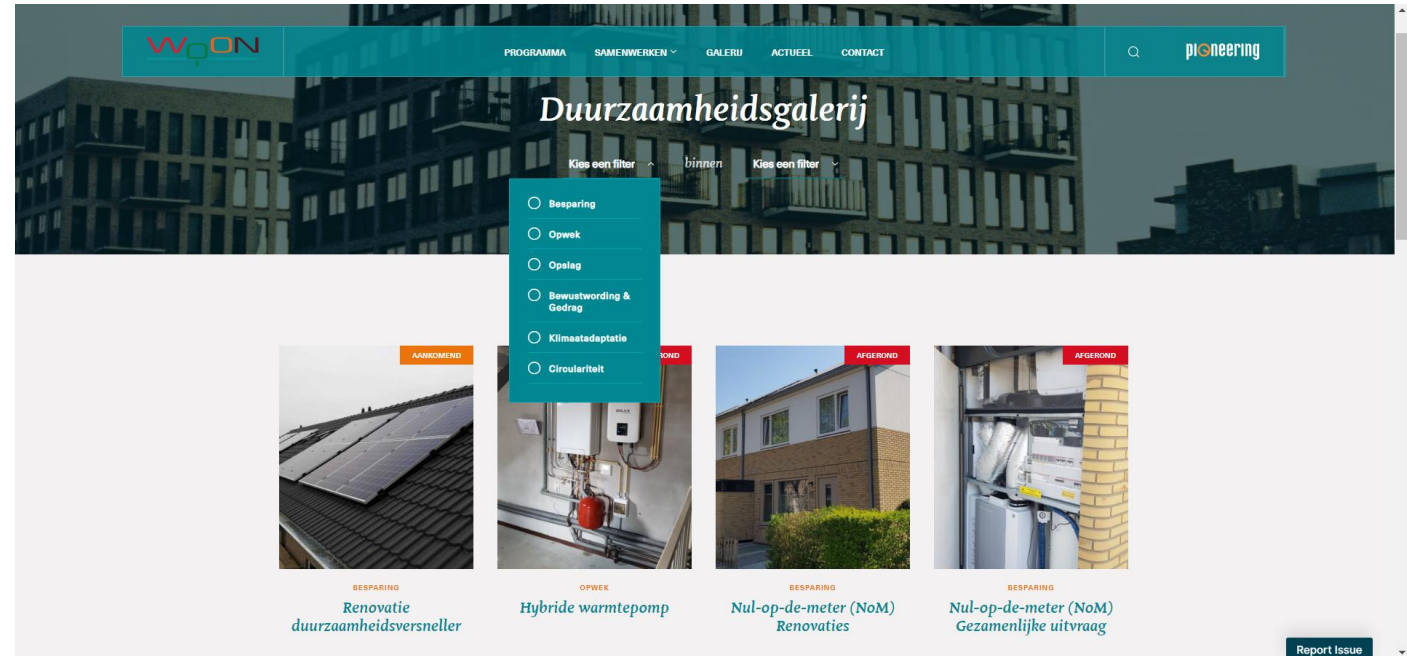 WoON
PROGRAMMA SAMENWERKEN GALERIJ ACTUEEL CONTACT
pioneering
Duurzaamheidsgalerij
Kies een filter binnen Kies een filter
Besparing
Opwek
Opslag
Bewustwording &
Gedrag
Klimaatadaptatie
Circulariteit
AANKOMEND
ROND
AFGEROND
AFGEROND
BESPARING
Renovatie
duurzaamheidsversneller
OPWEK
Hybride warmtepomp
BESPARING
Nul-op-de-meter (NoM)
Renovaties
BESPARING
Nul-op-de-meter (NoM)
Gezamenlijke uitvraag
Report Issue